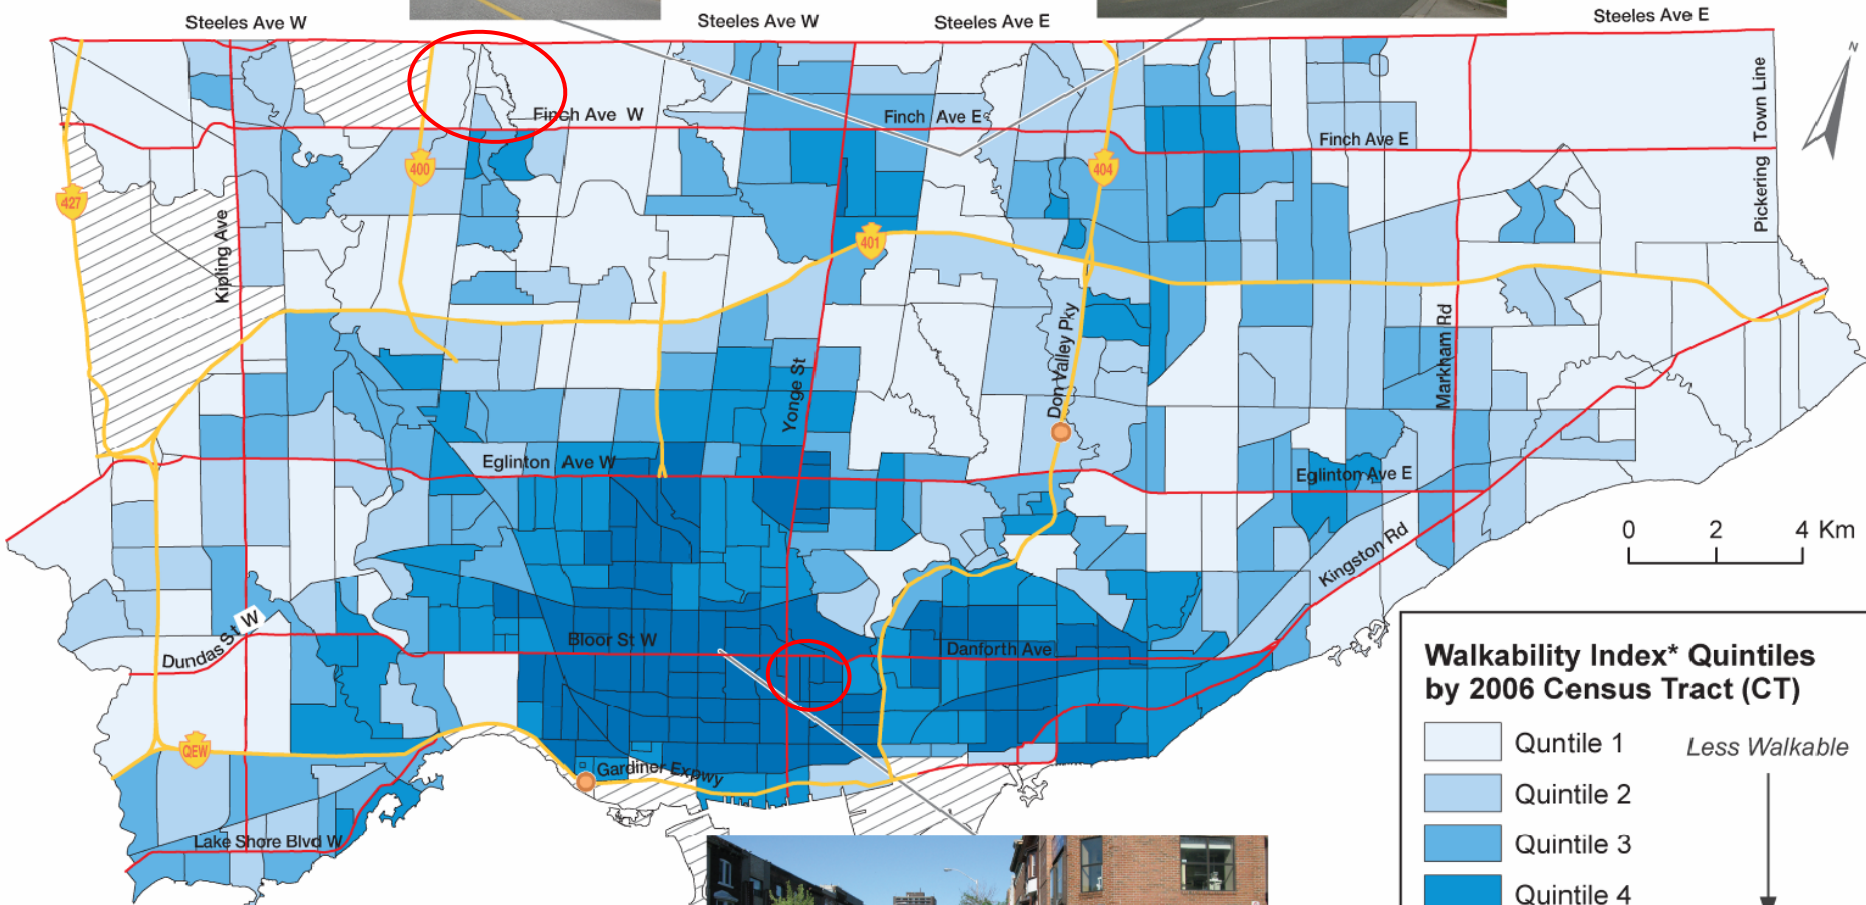 Steeles Ave W
Steeles Ave W
Steeles Ave E
Steeles Ave E
N
Finch Ave W
Finch Ave E
Finch Ave E
Pickering Town Line
400
404
427
401
Kipling Ave
Yonge St
Don Valley Pky
Markham Rd
Eglinton Ave W
Eglinton Ave E
0 2 4 Km
Kingston Rd
Dundas St W
Bloor St W
Danforth Ave
QEW
Gardiner Expwy
Lake Shore Blvd W
Walkability Index* Quintiles
by 2006 Census Tract (CT)
Quntile 1 Less Walkable
Quintile 2
Quintile 3
Quintile 4